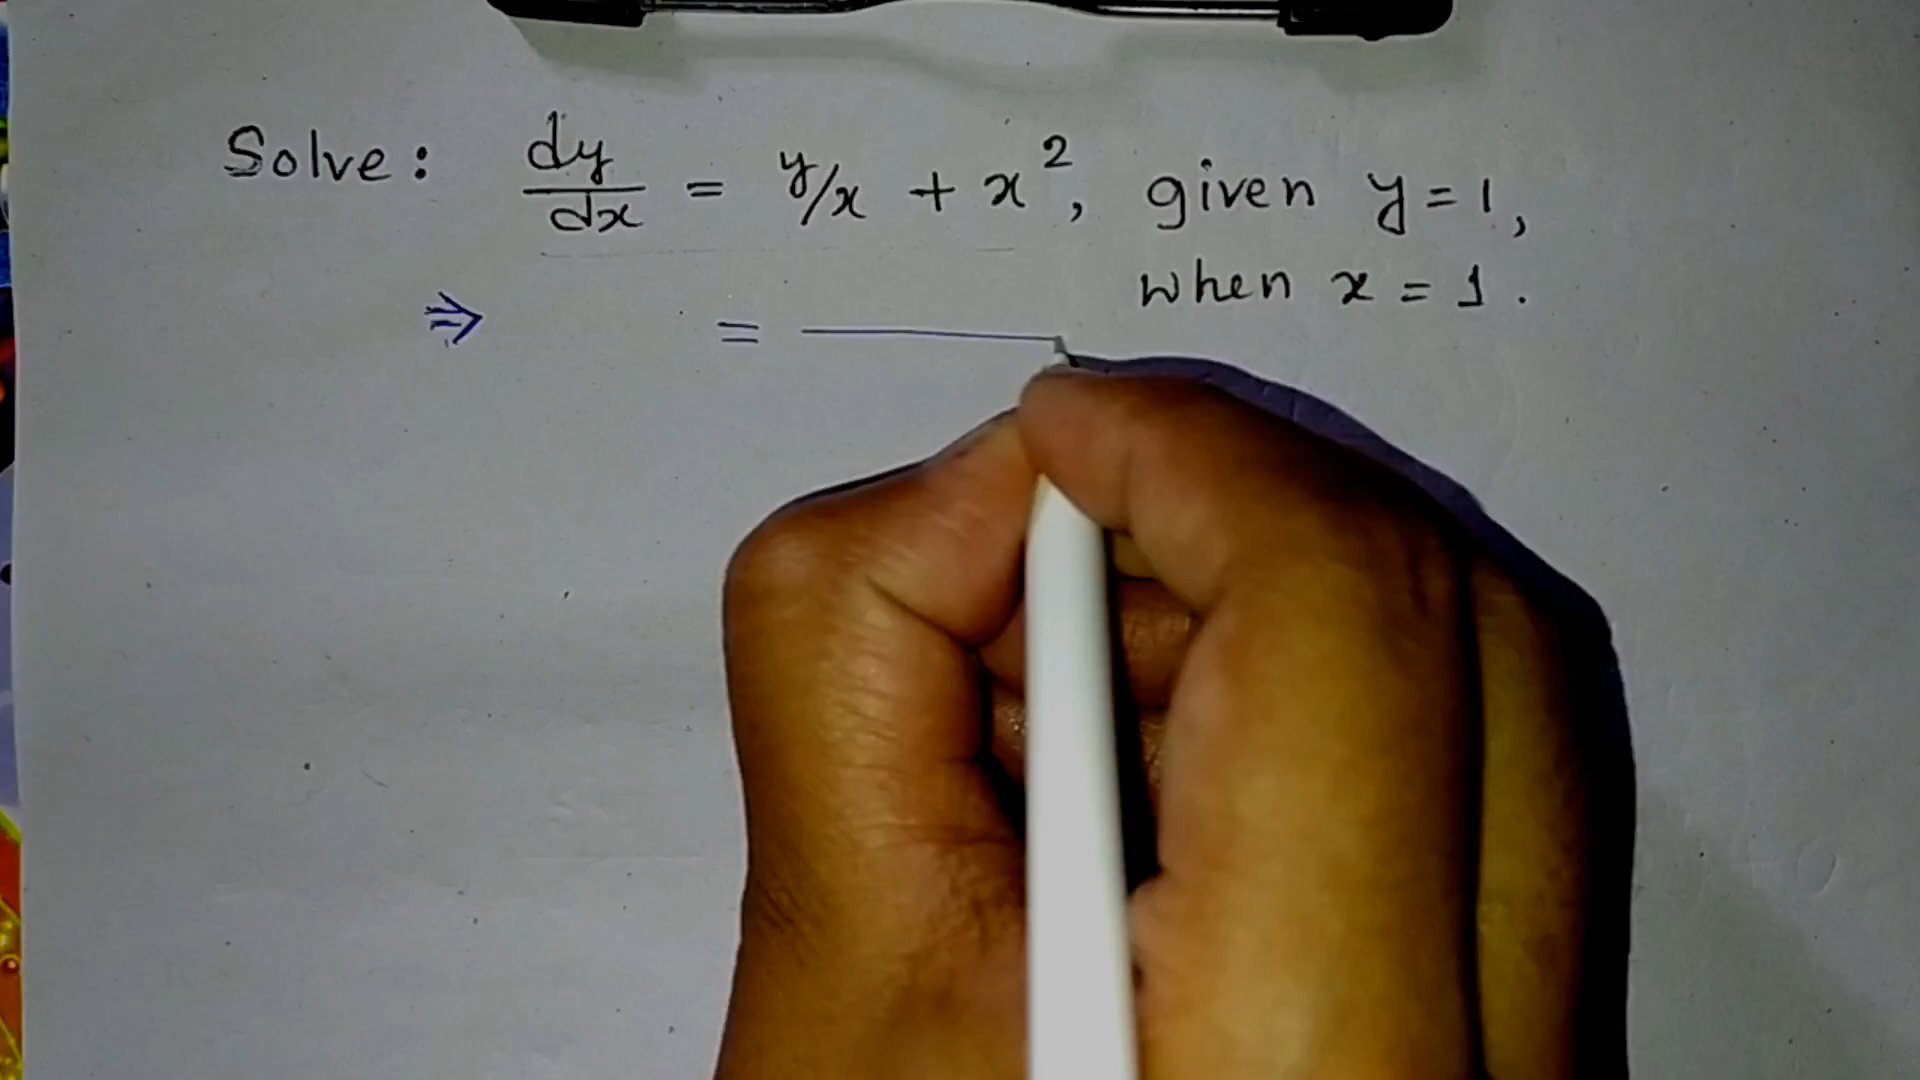 Solve: dy/dx = y/x + x², given y=1,
when x = 1.
⇒ =